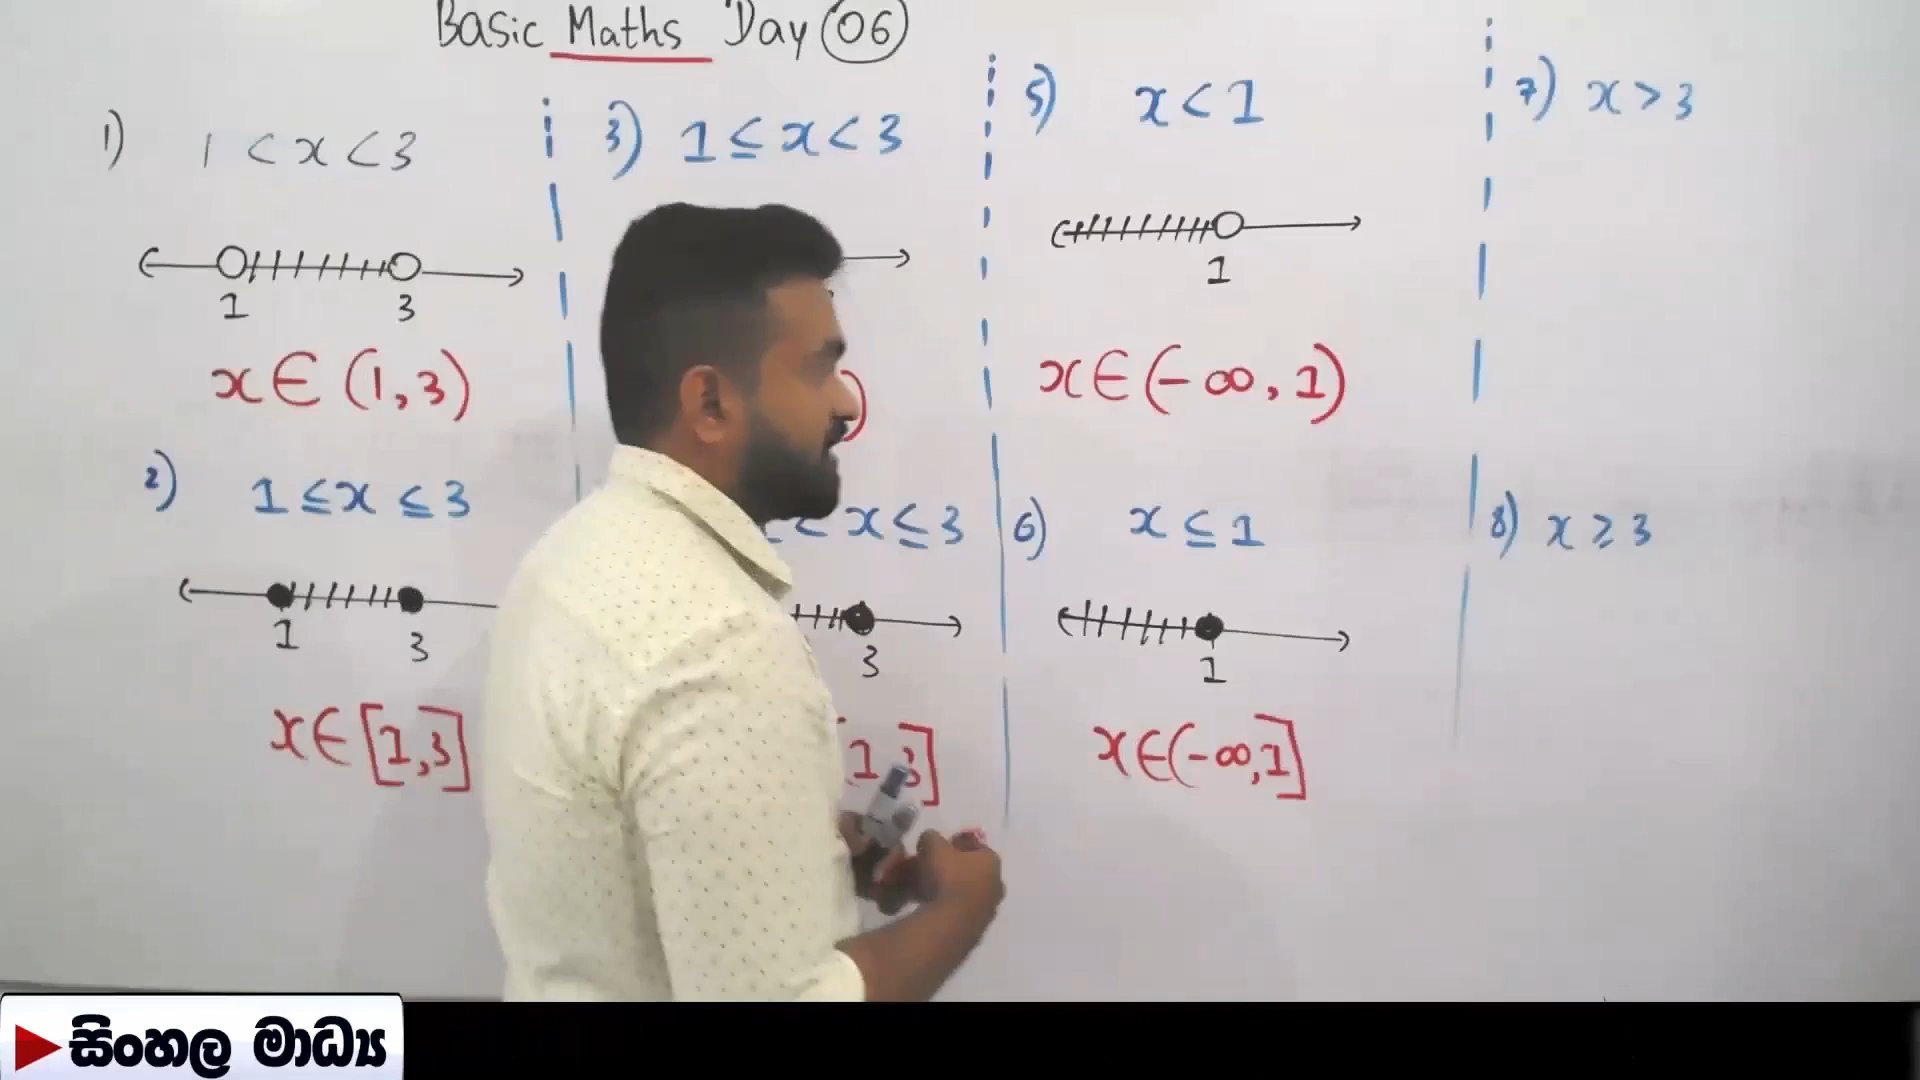 Basic Maths Day 06
1) 1 < x < 3
1 3
x ∈ (1, 3)
2) 1 ≤ x ≤ 3
1 3
x ∈ [1, 3]
3) 1 ≤ x < 3
)
< x ≤ 3
3
1, 3]
5) x < 1
1
x ∈ (-∞, 1)
6) x ≤ 1
1
x ∈ (-∞, 1]
7) x > 3
8) x ≥ 3
සිංහල මාධ්‍ය